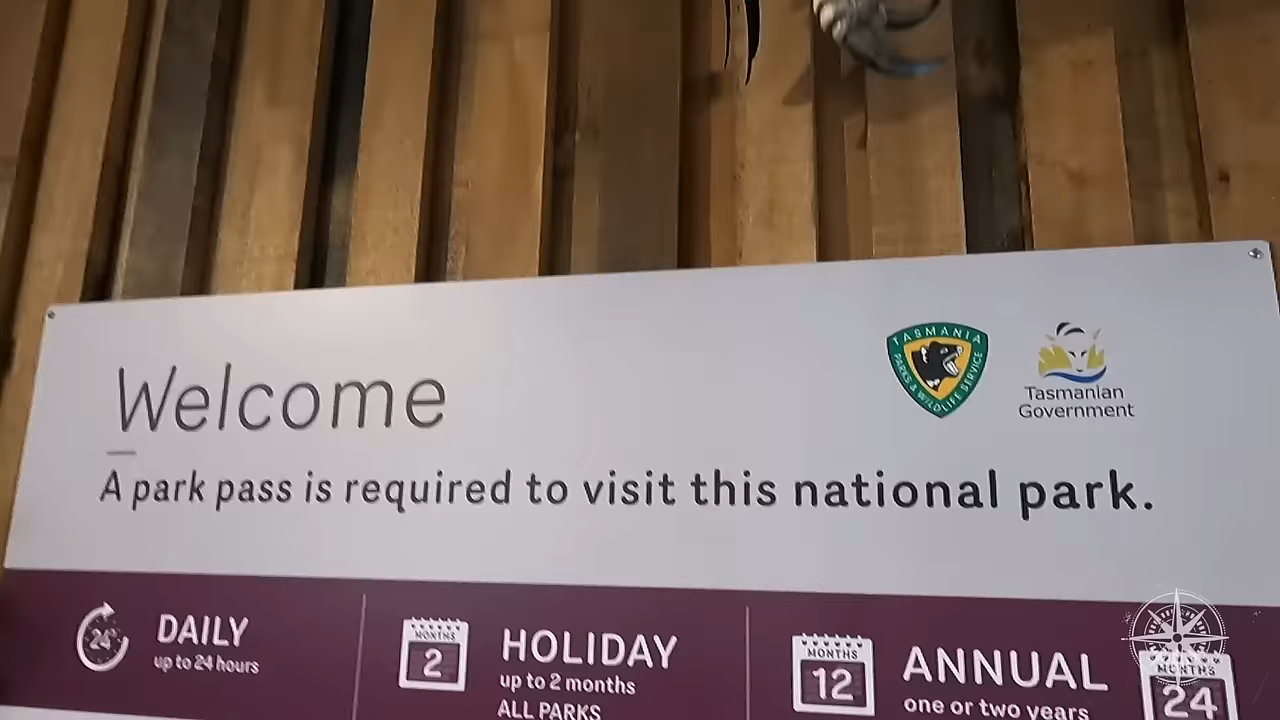 Welcome
A park pass is required to visit this national park.
TASMANIA
PARKS & WILDLIFE SERVICE
Tasmanian
Government
24
DAILY
up to 24 hours
MONTHS
2
HOLIDAY
up to 2 months
ALL PARKS
MONTHS
12
ANNUAL
one or two years
MONTHS
24